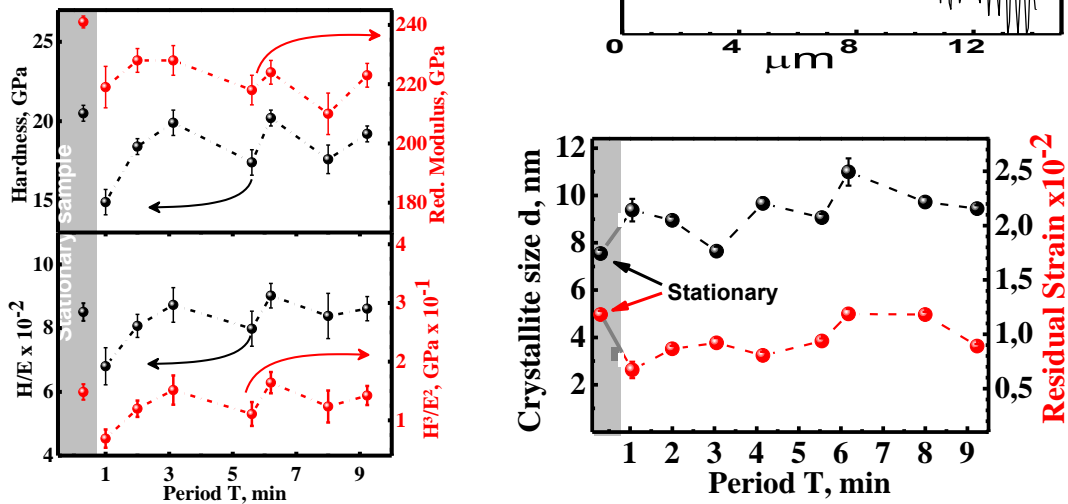 25
20
15
Hardness, GPa
240
220
200
180
Red. Modulus, GPa
Stationary sample
10
8
6
4
H/E x 10⁻²
4
3
2
1
H³/E², GPa x 10⁻¹
1 3 5 7 9
Period T, min
0 4 8 12
μm
12
10
8
6
4
2
Crystallite size d, nm
2,5
2,0
1,5
1,0
0,5
Residual Strain x10⁻²
Stationary
1 2 3 4 5 6 7 8 9
Period T, min